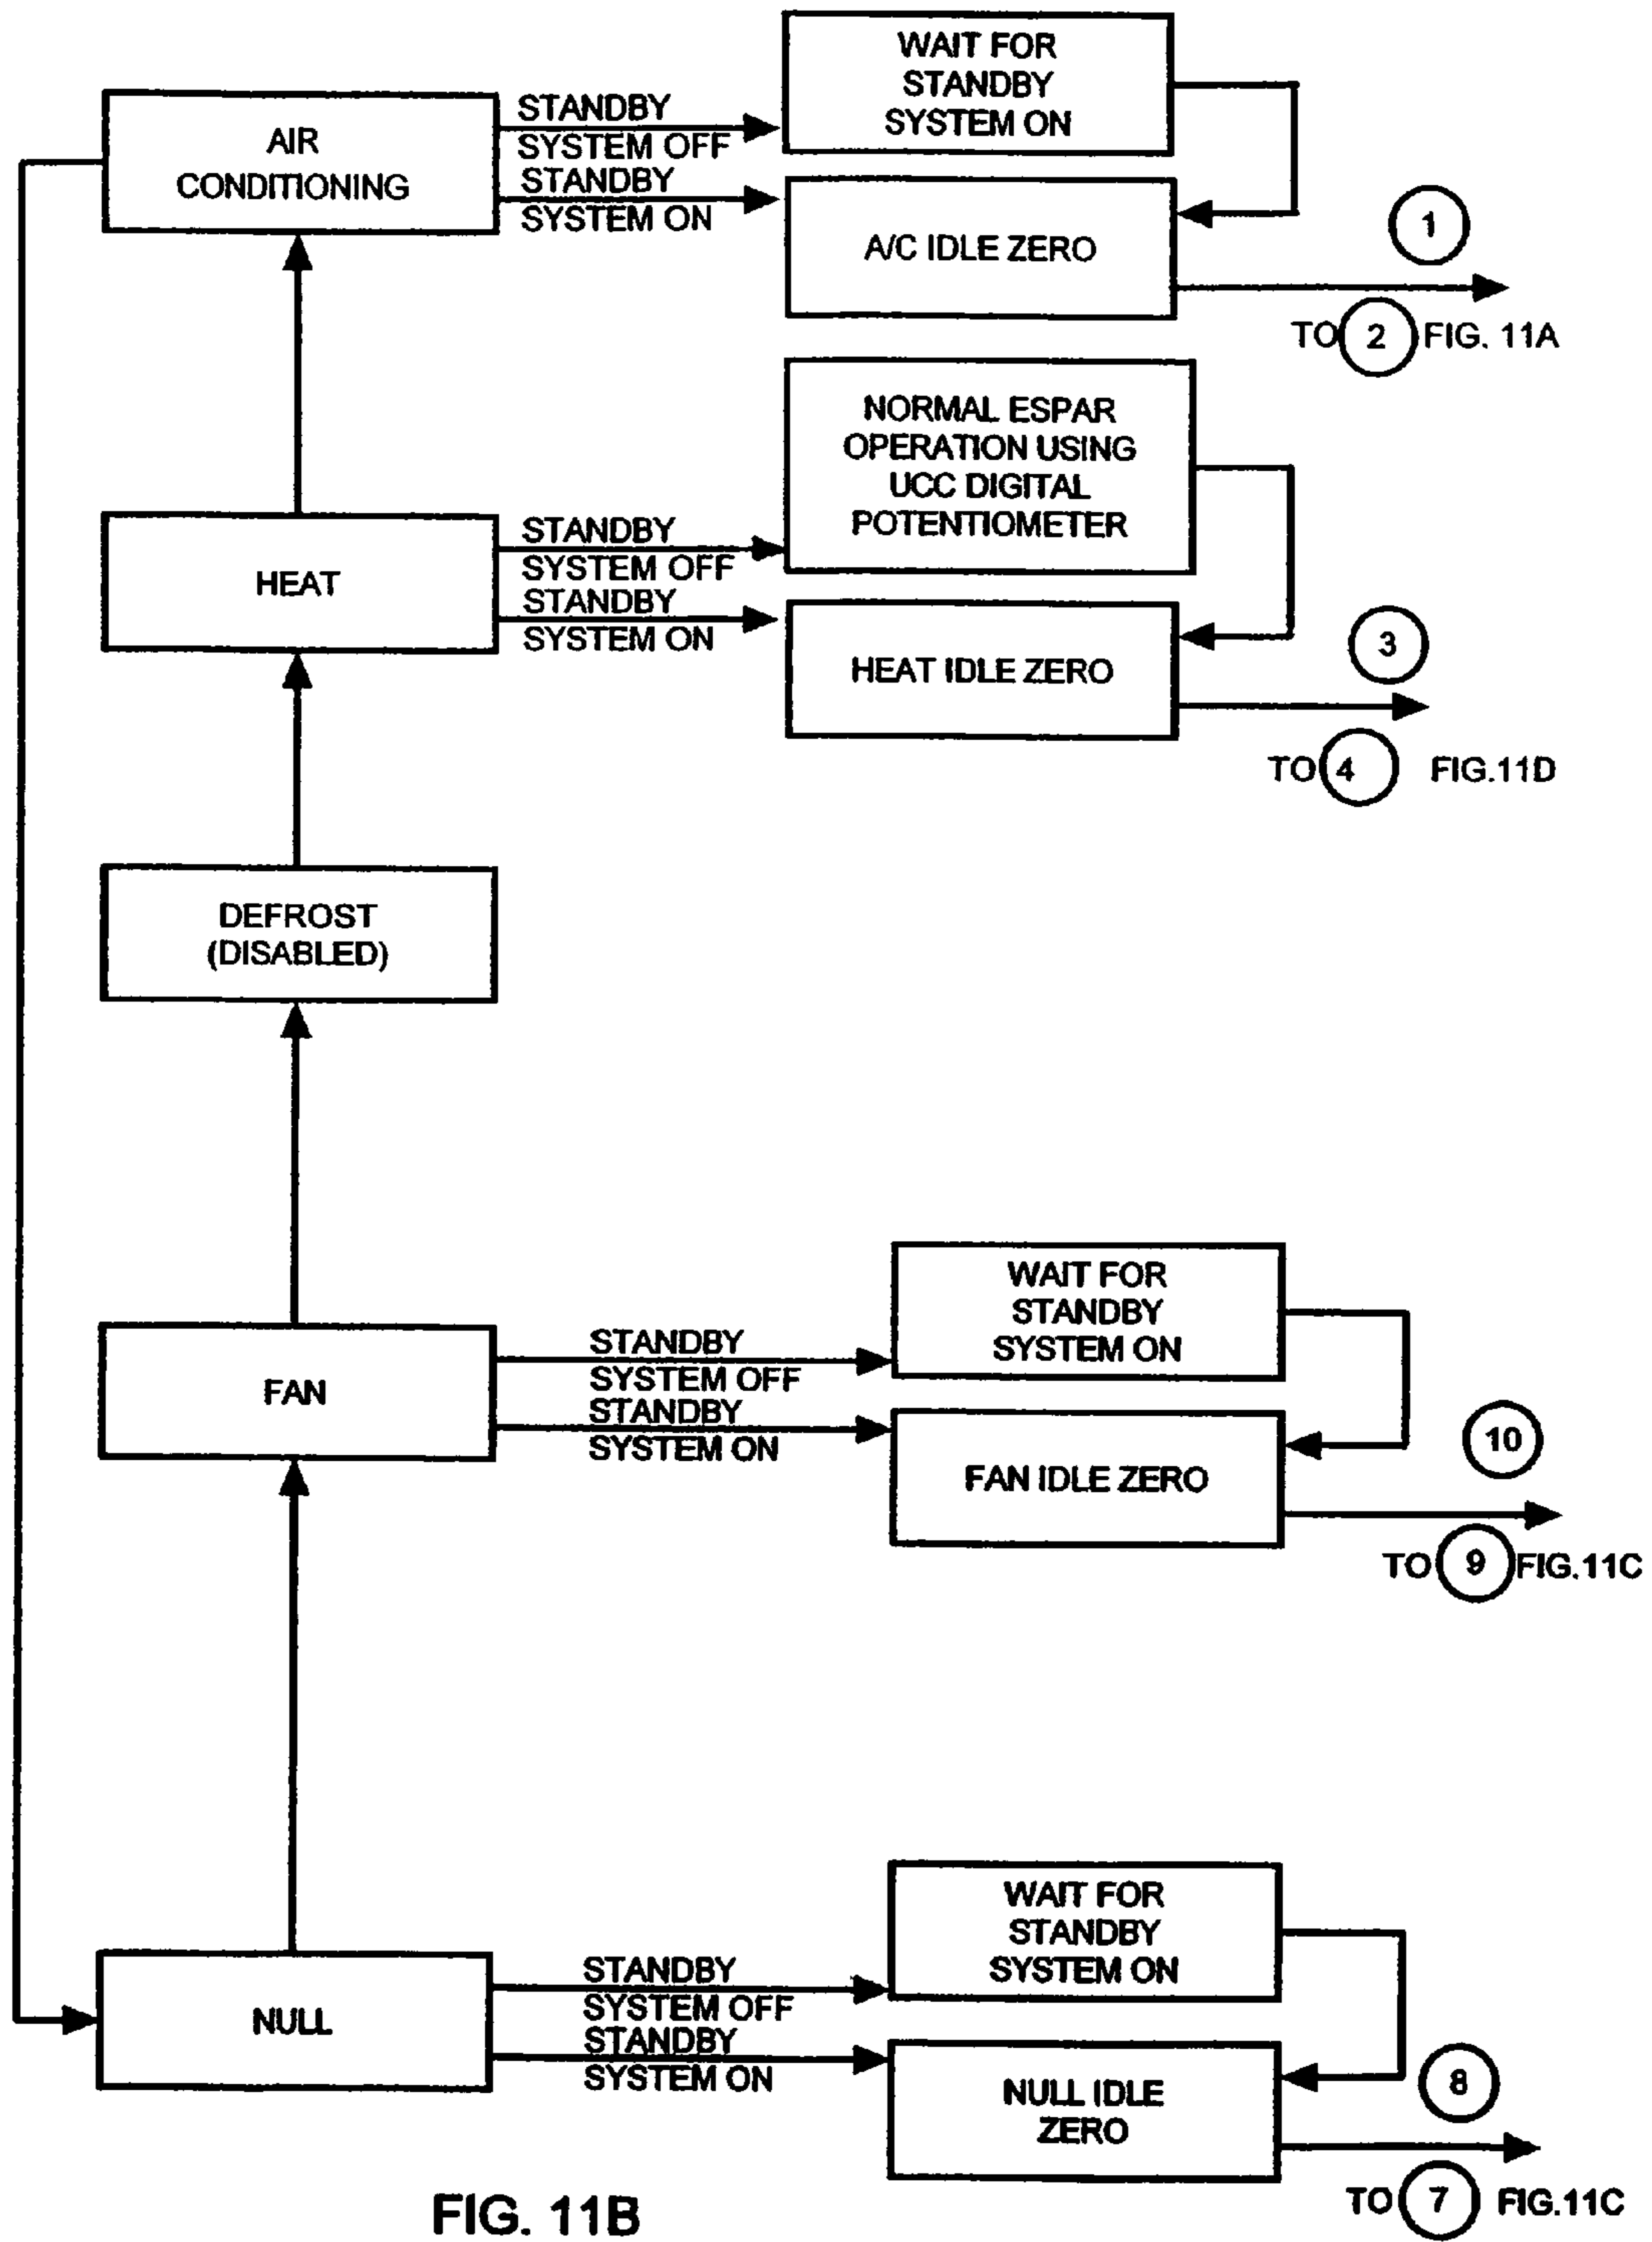 WAIT FOR
STANDBY
SYSTEM ON
AIR
CONDITIONING
STANDBY
SYSTEM OFF
STANDBY
SYSTEM ON
A/C IDLE ZERO
1
TO 2 FIG. 11A
NORMAL ESPAR
OPERATION USING
UCC DIGITAL
POTENTIOMETER
HEAT
STANDBY
SYSTEM OFF
STANDBY
SYSTEM ON
HEAT IDLE ZERO
3
TO 4 FIG.11D
DEFROST
(DISABLED)
WAIT FOR
STANDBY
SYSTEM ON
FAN
STANDBY
SYSTEM OFF
STANDBY
SYSTEM ON
FAN IDLE ZERO
10
TO 9 FIG.11C
WAIT FOR
STANDBY
SYSTEM ON
NULL
STANDBY
SYSTEM OFF
STANDBY
SYSTEM ON
NULL IDLE
ZERO
8
TO 7 FIG.11C
FIG. 11B